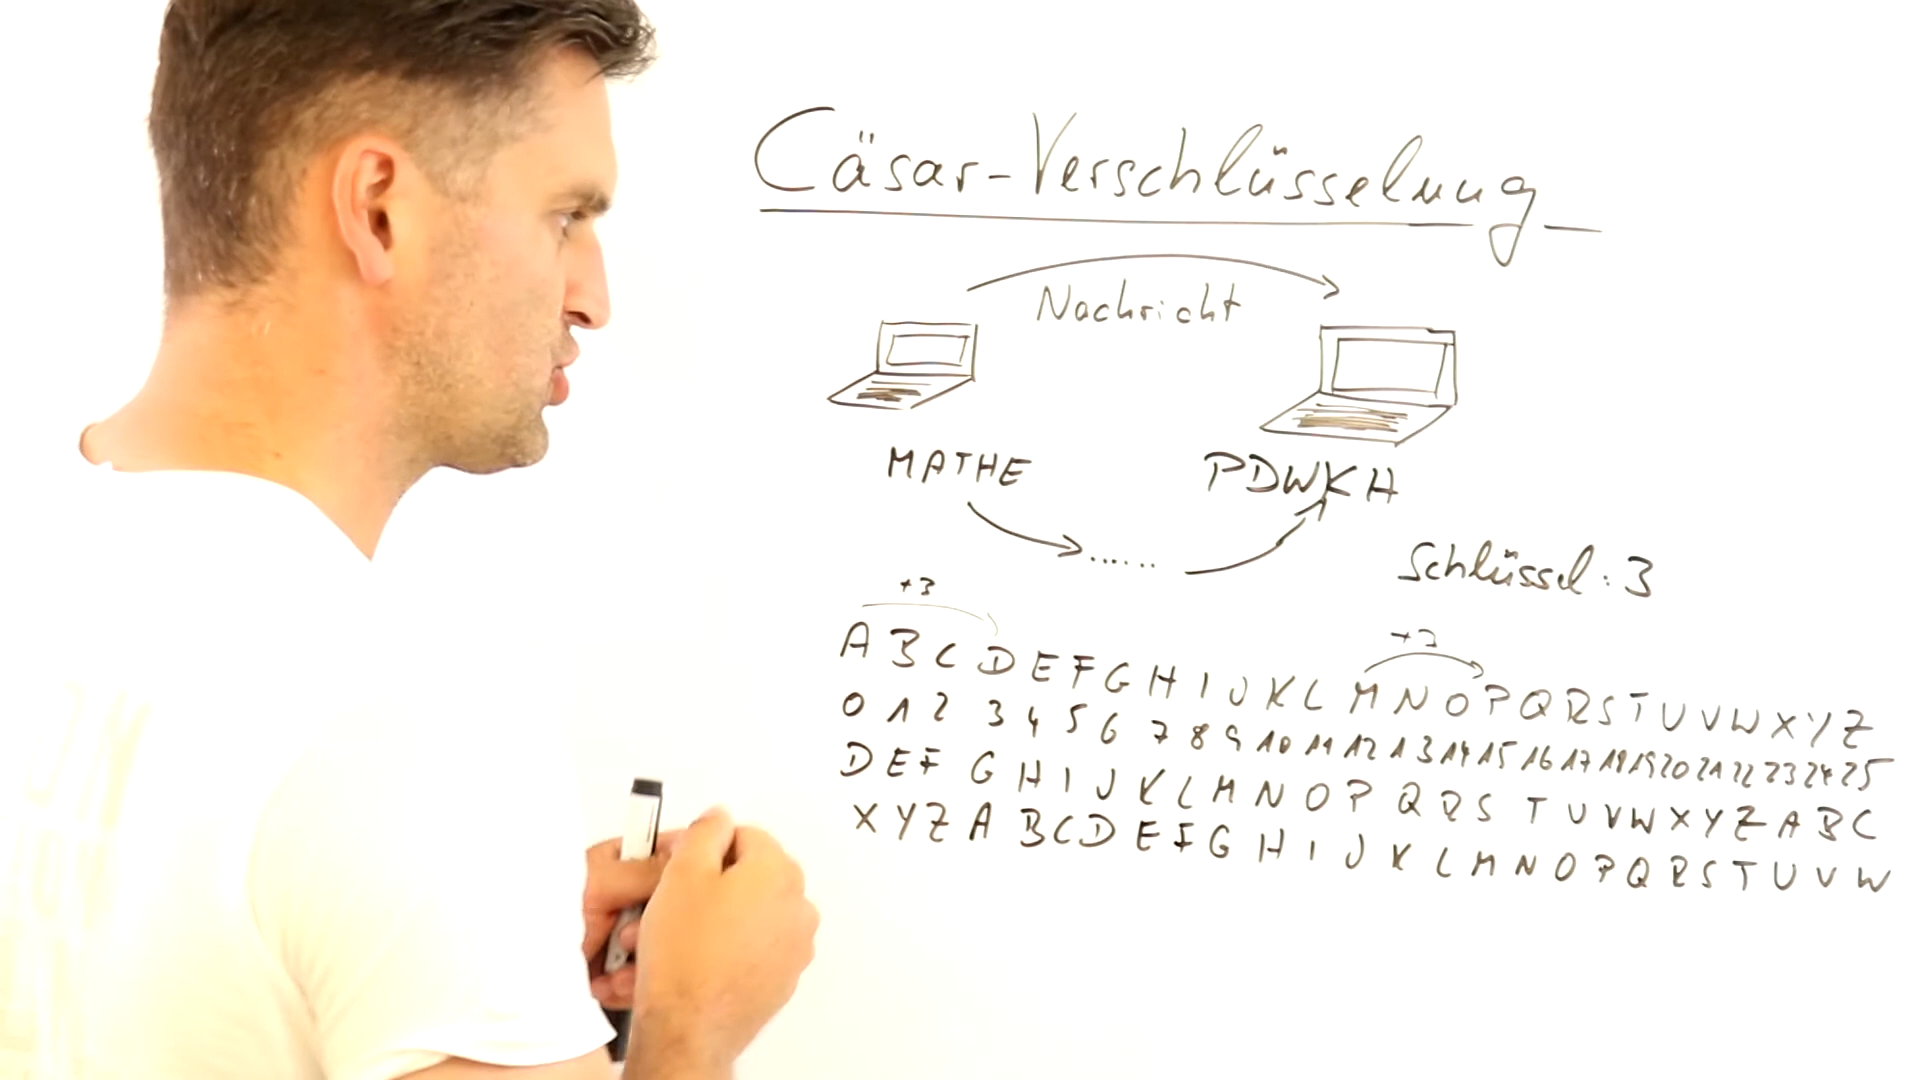 Cäsar-Verschlüsselung
Nachricht
MATHE PDWKH
......
Schlüssel: 3
+3 +3
A B C D E F G H I J K L M N O P Q R S T U V W X Y Z
0 1 2 3 4 5 6 7 8 9 10 11 12 13 14 15 16 17 18 19 20 21 22 23 24 25
D E F G H I J K L M N O P Q R S T U V W X Y Z A B C
X Y Z A B C D E F G H I J K L M N O P Q R S T U V W